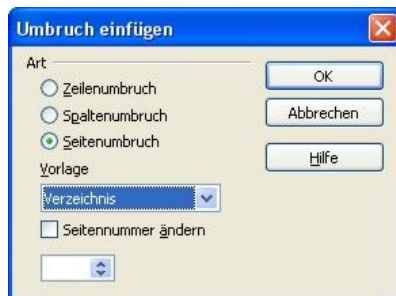 Umbruch einfügen
Art
Zeilenumbruch
Spaltenumbruch
Seitenumbruch
Vorlage
Verzeichnis
Seitennummer ändern
OK
Abbrechen
Hilfe